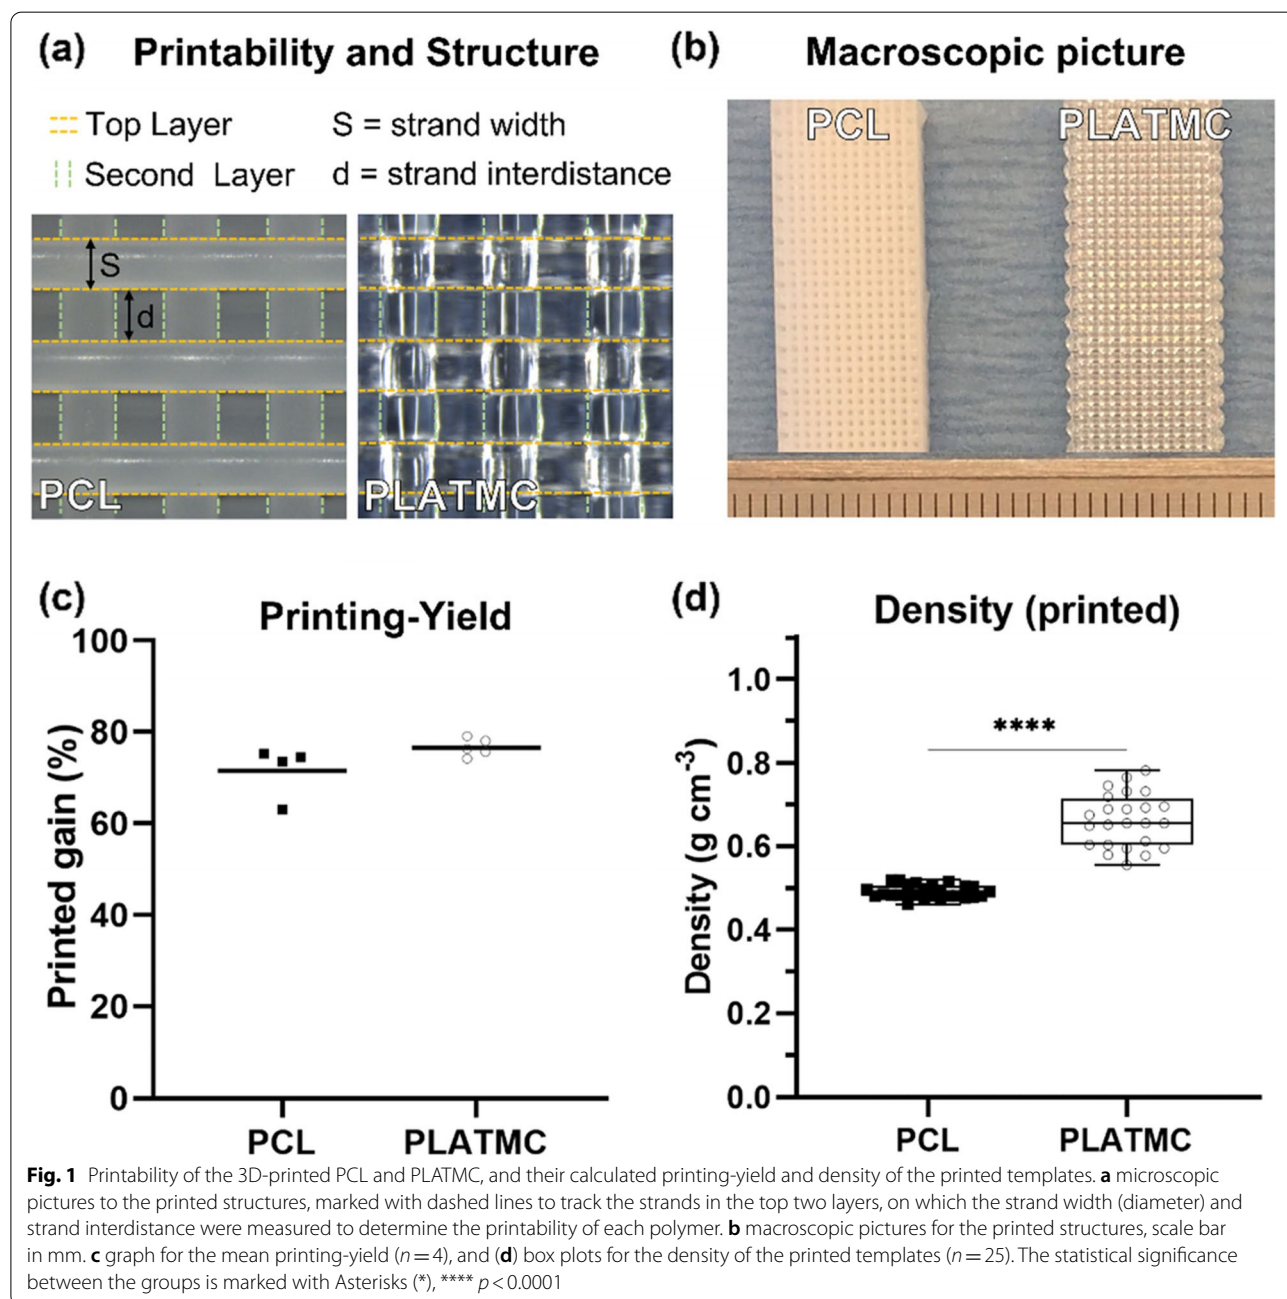 (a) Printability and Structure
Top Layer
S = strand width
Second Layer
d = strand interdistance
S
d
PCL
PLATMC
(b) Macroscopic picture
PCL
PLATMC
(c)
Printing-Yield
Printed gain (%)
100
80
60
40
20
0
PCL
PLATMC
(d) Density (printed)
Density (g cm⁻³)
1.0
0.8
0.6
0.4
0.2
0.0
****
PCL
PLATMC
Fig. 1 Printability of the 3D-printed PCL and PLATMC, and their calculated printing-yield and density of the printed templates. a microscopic
pictures to the printed structures, marked with dashed lines to track the strands in the top two layers, on which the strand width (diameter) and
strand interdistance were measured to determine the printability of each polymer. b macroscopic pictures for the printed structures, scale bar
in mm. c graph for the mean printing-yield (n = 4), and (d) box plots for the density of the printed templates (n = 25). The statistical significance
between the groups is marked with Asterisks (*), **** p < 0.0001